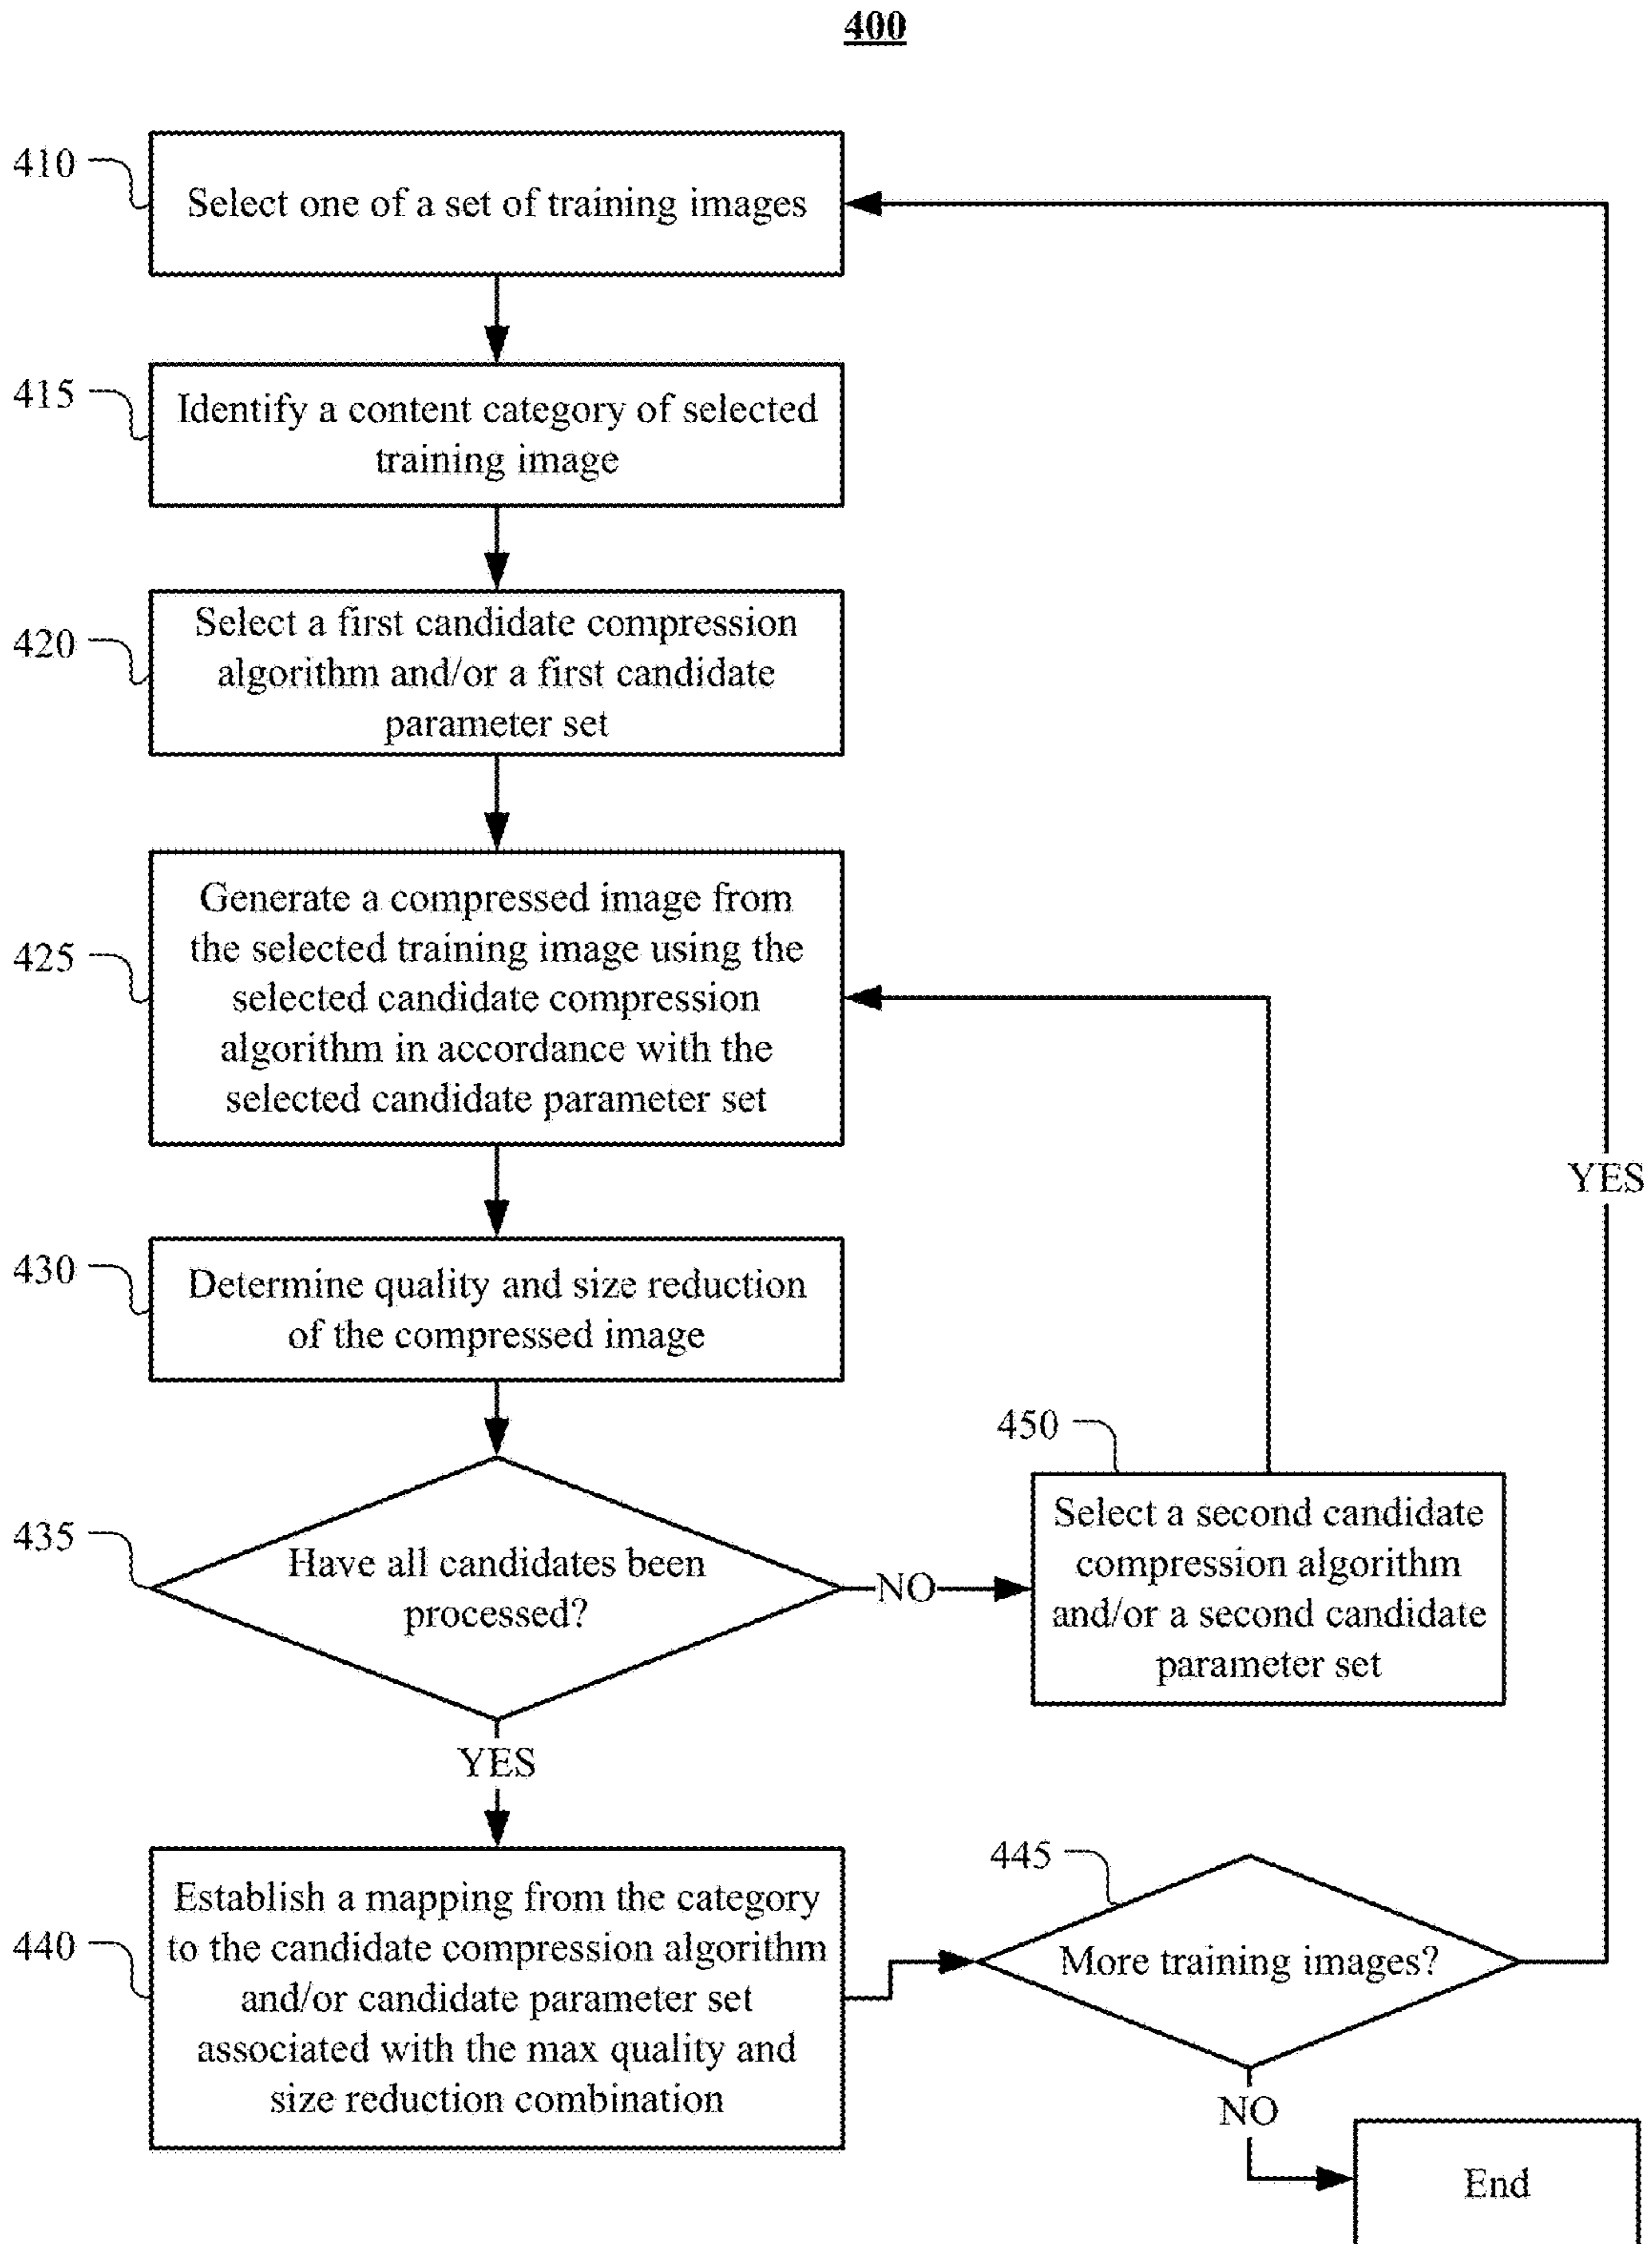 400
410
Select one of a set of training images
415
Identify a content category of selected
training image
420
Select a first candidate compression
algorithm and/or a first candidate
parameter set
425
Generate a compressed image from
the selected training image using the
selected candidate compression
algorithm in accordance with the
selected candidate parameter set
YES
430
Determine quality and size reduction
of the compressed image
435
Have all candidates been
processed?
NO
450
Select a second candidate
compression algorithm
and/or a second candidate
parameter set
YES
440
Establish a mapping from the category
to the candidate compression algorithm
and/or candidate parameter set
associated with the max quality and
size reduction combination
445
More training images?
NO
End